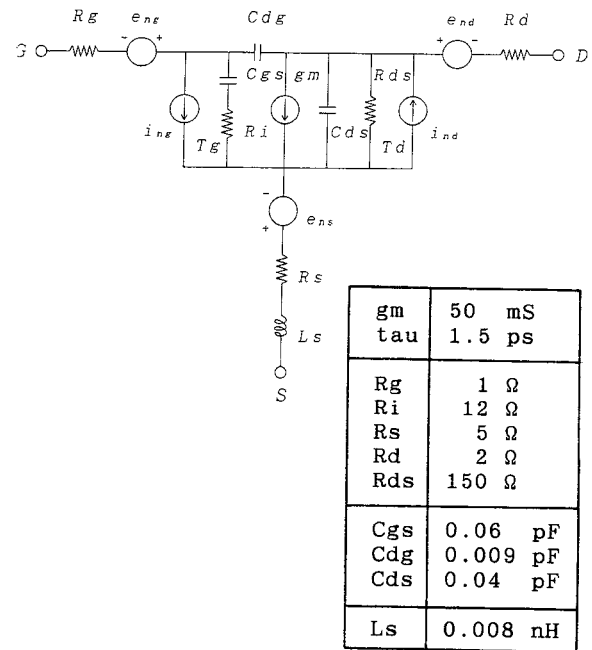 Rg eng Cdg end Rd
G - + + - D
Cgs gm Rds
ing Tg Ri Cds Td ind
-
+ ens
Rs
Ls
S
gm 50 mS
tau 1.5 ps
Rg 1 Ω
Ri 12 Ω
Rs 5 Ω
Rd 2 Ω
Rds 150 Ω
Cgs 0.06 pF
Cdg 0.009 pF
Cds 0.04 pF
Ls 0.008 nH